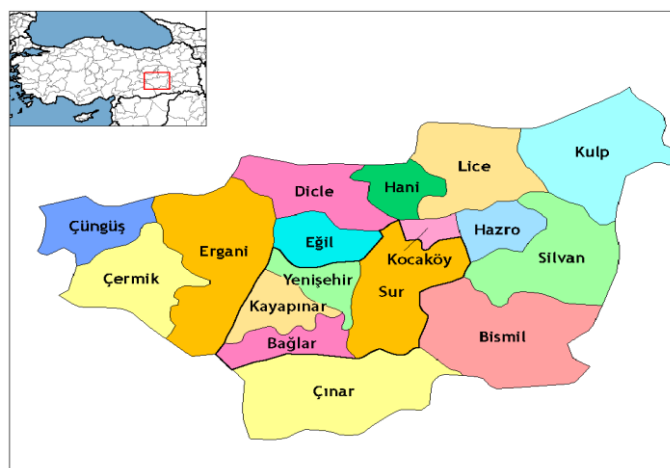 Kulp
Lice
Hani
Dicle
Çüngüş
Hazro
Ergani
Eğil
Kocaköy
Silvan
Çermik
Yenişehir
Sur
Kayapınar
Bismil
Bağlar
Çınar